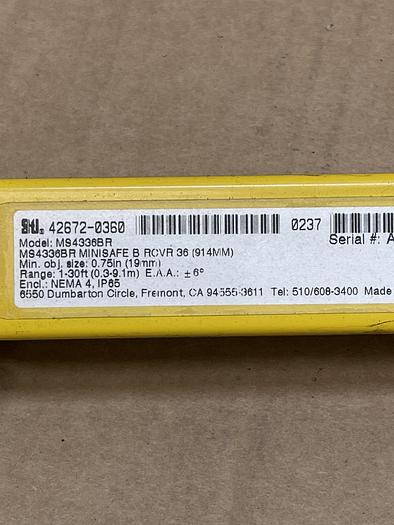 STI® 42672-0360 0237
Serial #: A
Model: MS4336BR
MS4336BR MINISAFE B RCVR 36 (914MM)
Min. obj. size: 0.75in (19mm)
Range: 1-30ft (0.3-9.1m) E.A.A.: ± 6°
Encl.: NEMA 4, IP65
6550 Dumbarton Circle, Fremont, CA 94555-3611 Tel: 510/608-3400 Made